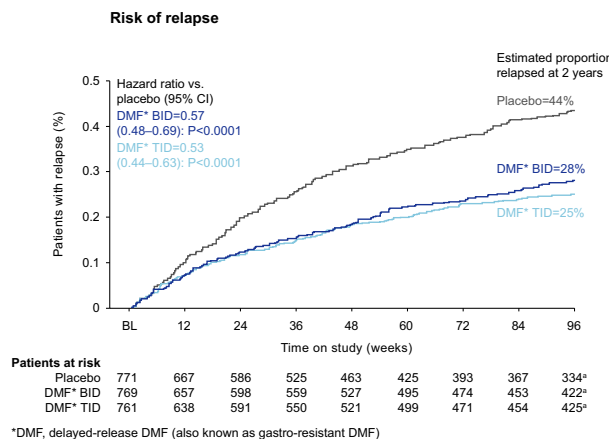 Risk of relapse
Estimated proportion
relapsed at 2 years
Hazard ratio vs.
placebo (95% CI)
DMF* BID=0.57
(0.48–0.69): P<0.0001
DMF* TID=0.53
(0.44–0.63): P<0.0001
Placebo=44%
DMF* BID=28%
DMF* TID=25%
Patients with relapse (%)
0.5
0.4
0.3
0.2
0.1
0
BL 12 24 36 48 60 72 84 96
Time on study (weeks)
Patients at risk
Placebo 771 667 586 525 463 425 393 367 334ᵃ
DMF* BID 769 657 598 559 527 495 474 453 422ᵃ
DMF* TID 761 638 591 550 521 499 471 454 425ᵃ
*DMF, delayed-release DMF (also known as gastro-resistant DMF)